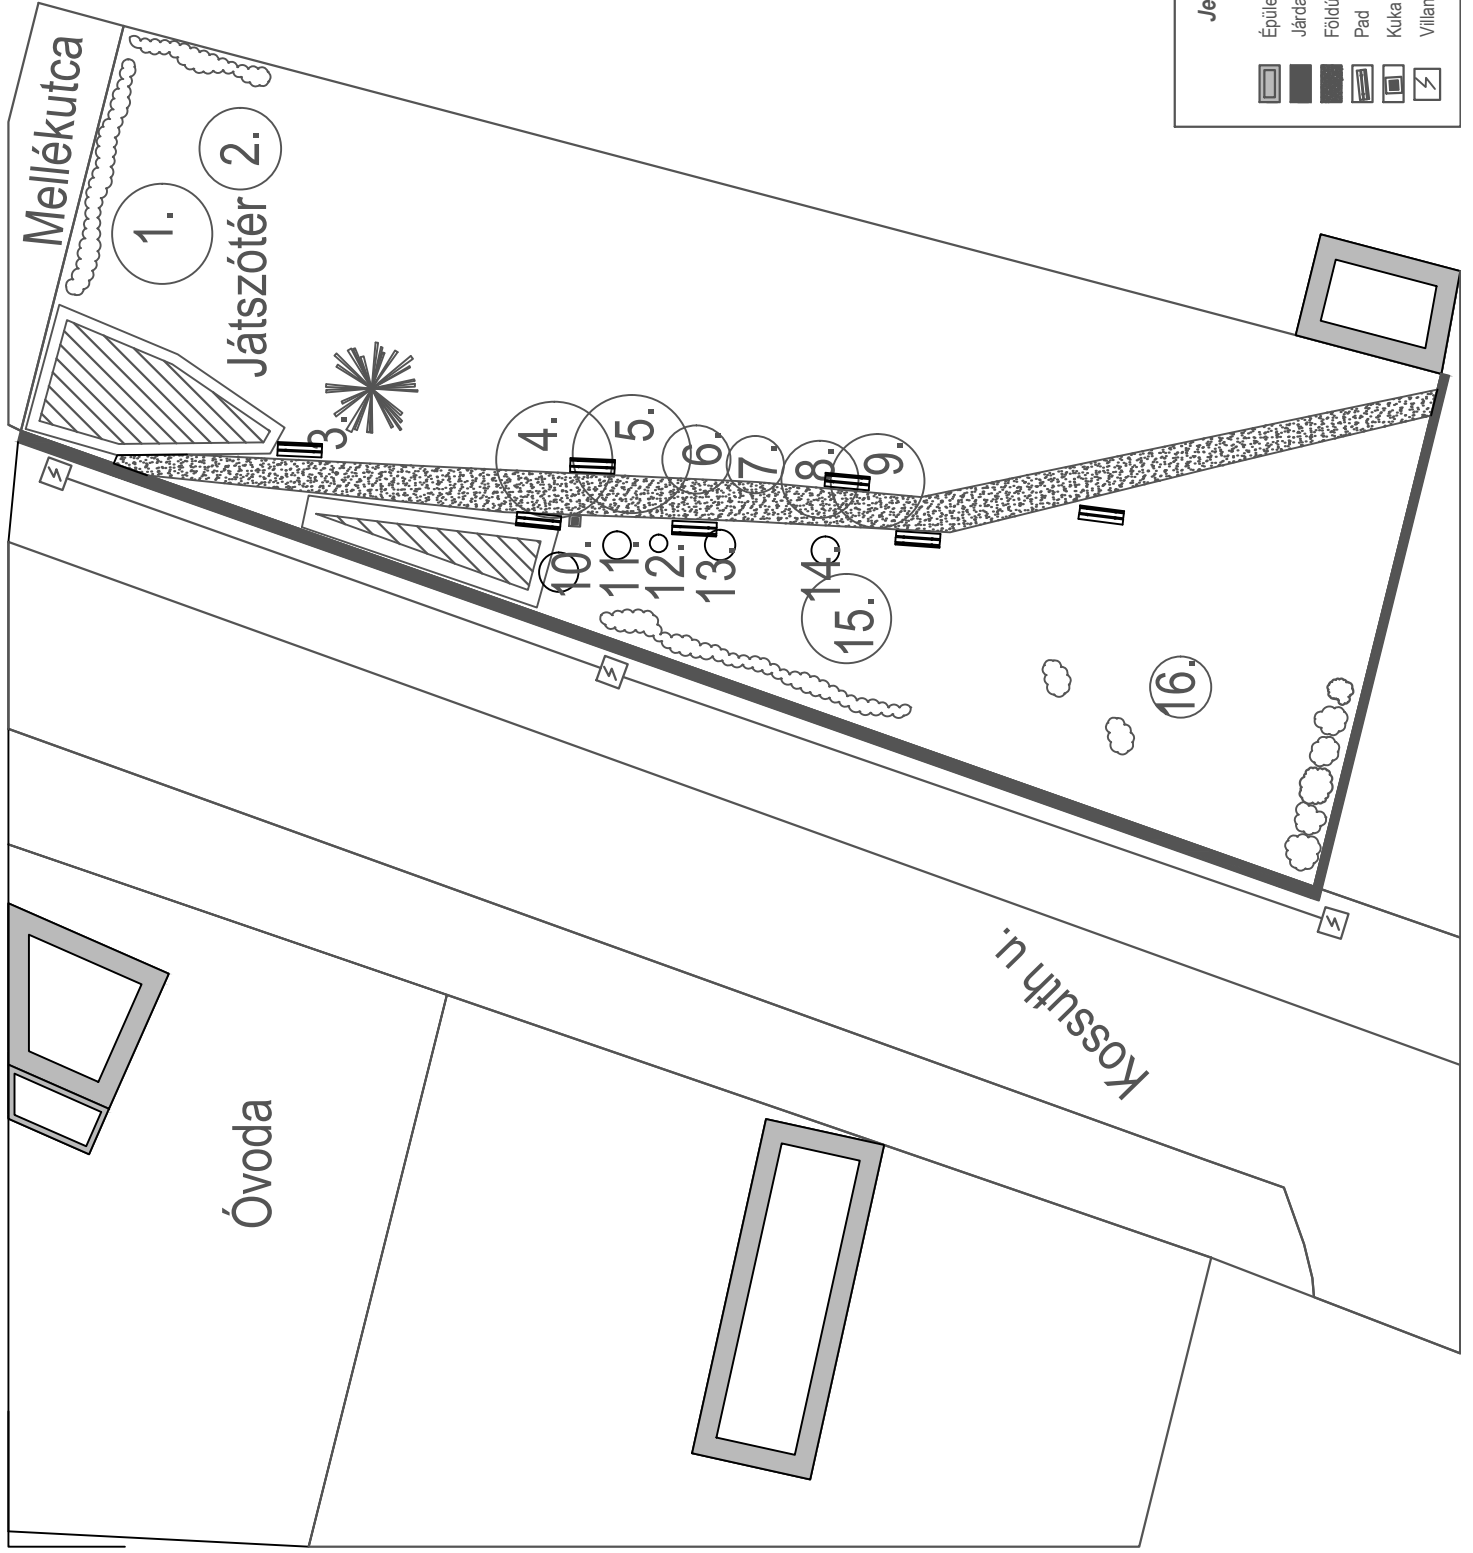 Mellékutca
1.
2.
Játszótér
3.
4.
5.
6.
7.
8.
9.
10.
11.
12.
13.
14.
15.
16.
Kossuth u.
Óvoda
Je
Épüle
Járda
Földú
Pad
Kuka
Villan